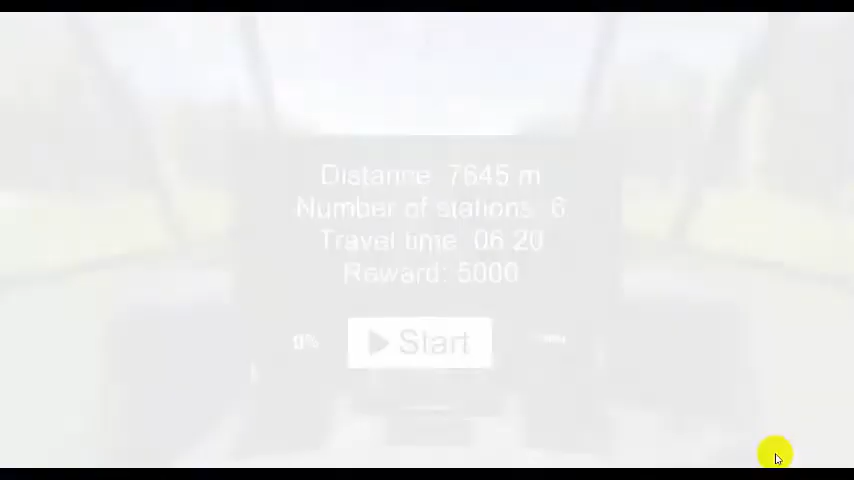 Distance: 7645 m
Number of stations: 6
Travel time: 06:20
Reward: 5000
0%
Start